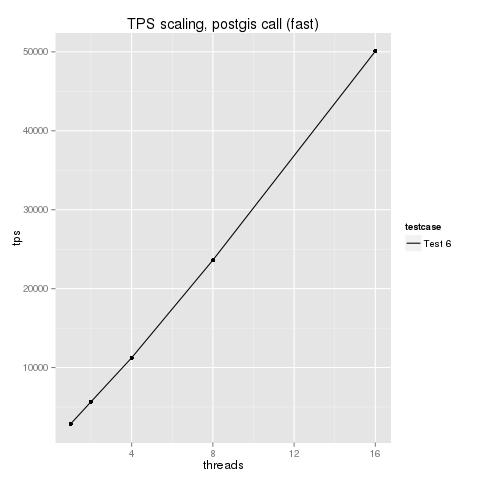 TPS scaling, postgis call (fast)
50000
40000
30000
20000
10000
tps
4
8
12
16
threads
testcase
Test 6